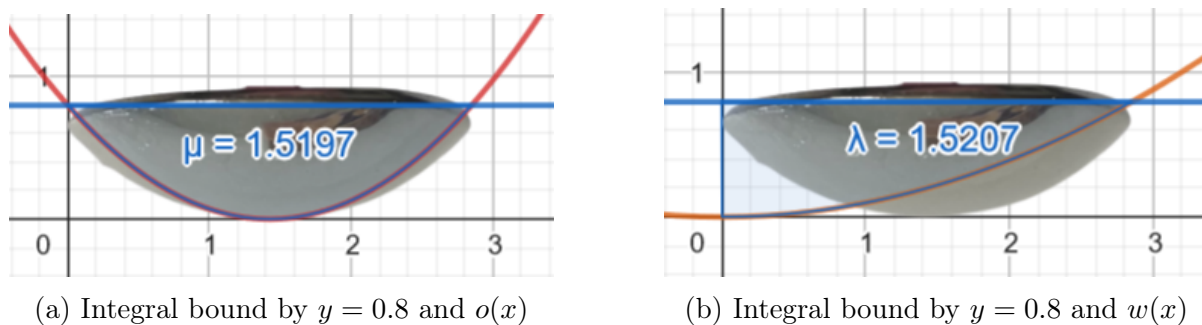 1
μ = 1.5197
0
1
2
3
(a) Integral bound by y = 0.8 and o(x)
1
λ = 1.5207
0
1
2
3
(b) Integral bound by y = 0.8 and w(x)